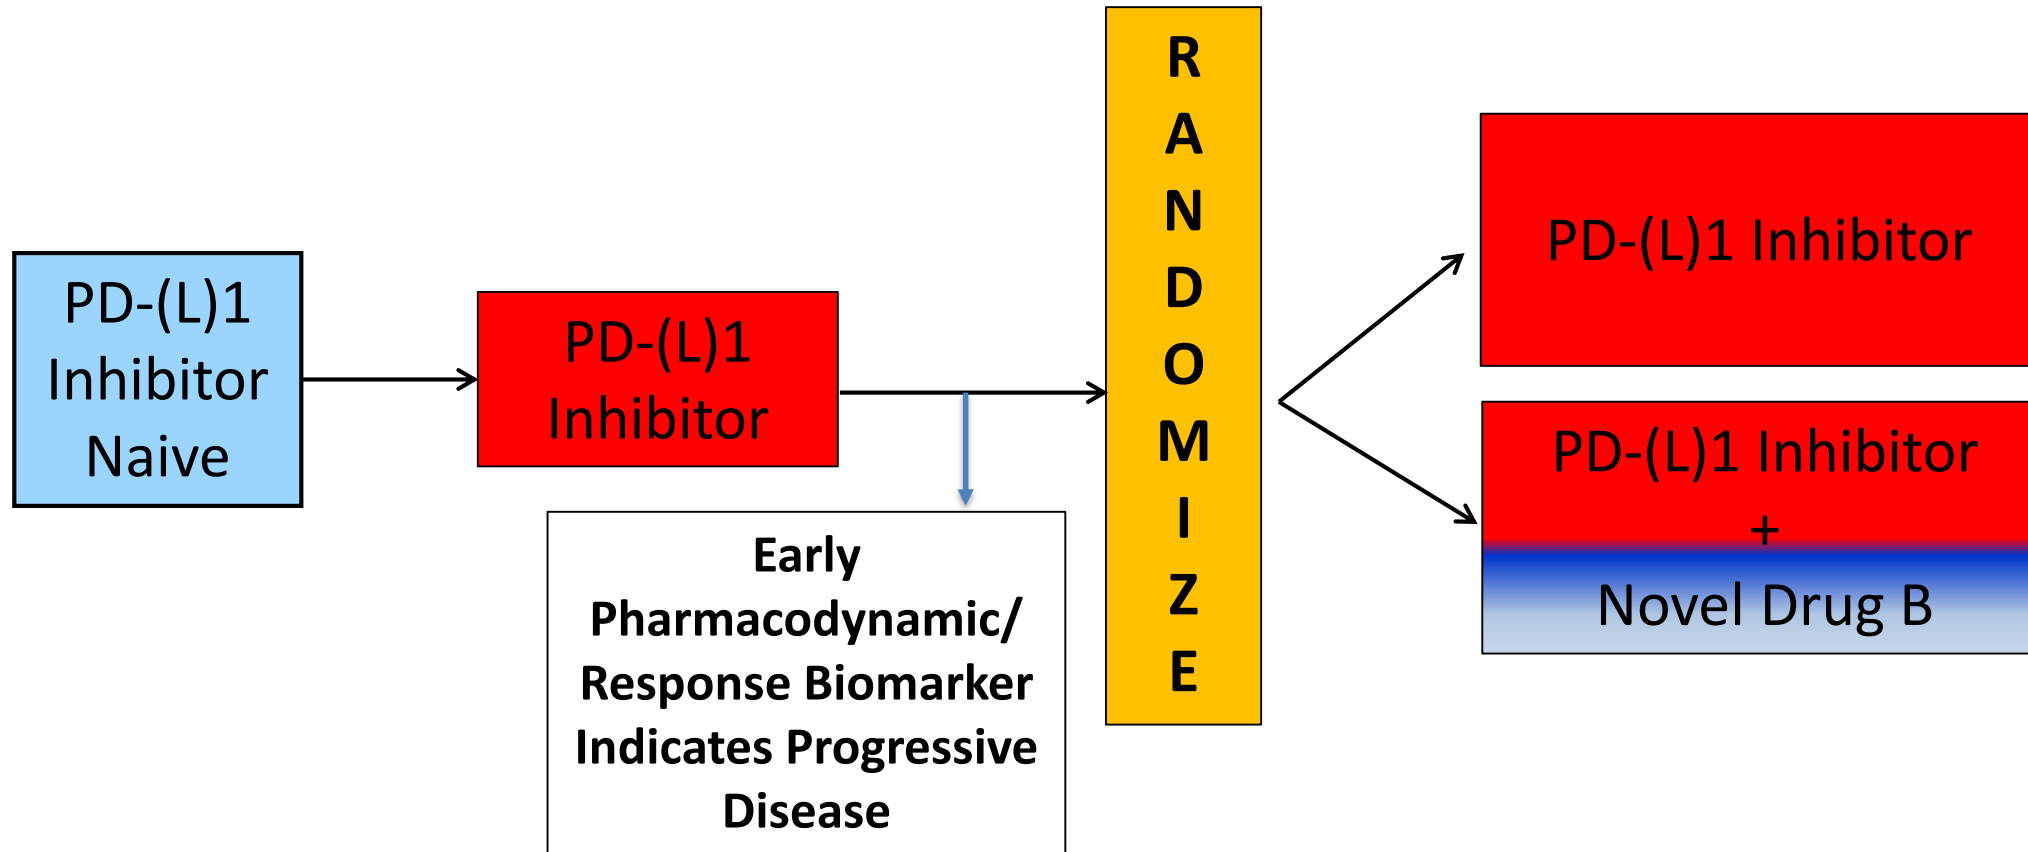 PD-(L)1
Inhibitor
Naive
PD-(L)1
Inhibitor
Early
Pharmacodynamic/
Response Biomarker
Indicates Progressive
Disease
R
A
N
D
O
M
I
Z
E
PD-(L)1 Inhibitor
PD-(L)1 Inhibitor
+
Novel Drug B